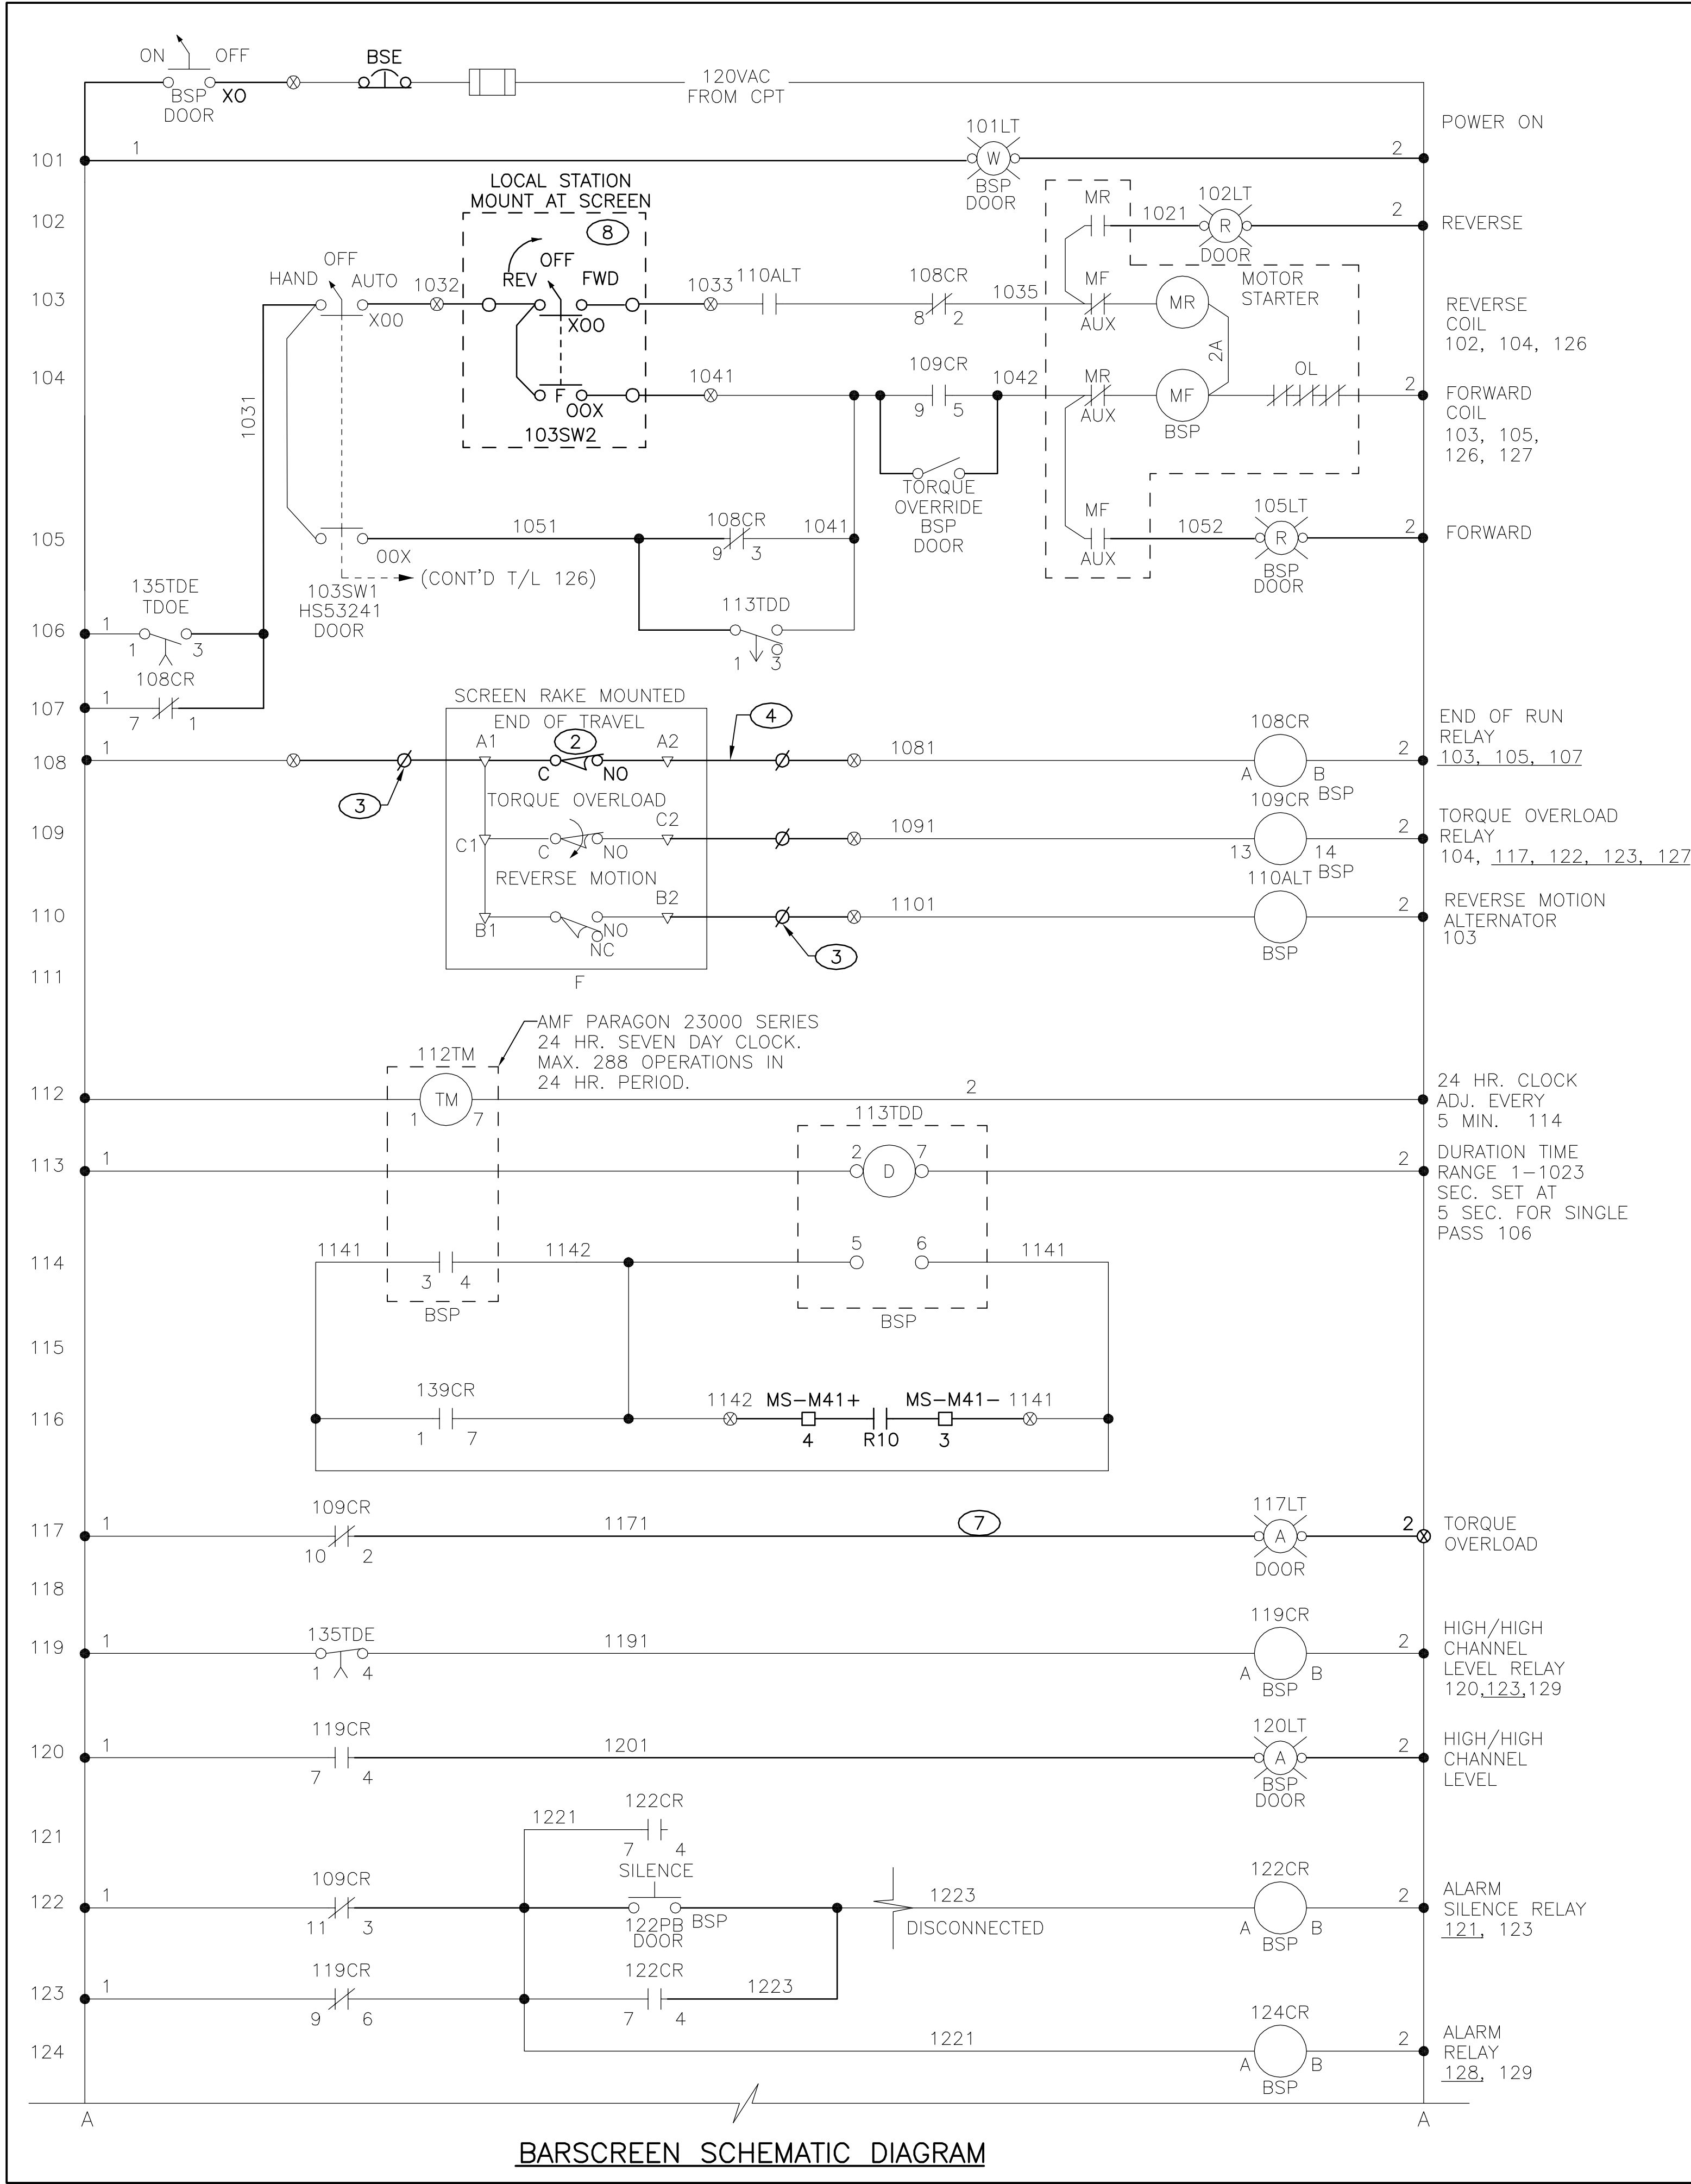 ON OFF
BSE
BSP XO
DOOR
120VAC
FROM CPT
POWER ON
101 1 101LT W 2
BSP
DOOR
LOCAL STATION
MOUNT AT SCREEN
8
102 MR 1021 102LT R 2 REVERSE
DOOR
OFF
HAND AUTO
X00
103 1032 REV OFF FWD 1033 110ALT 108CR 1035 MF MR
X00
8 2
AUX
MOTOR
STARTER
REVERSE
COIL
102, 104, 126
2A
104 F 1041 109CR 1042 MR MF OL 2
00X
9 5
AUX
BSP
103SW2
FORWARD
COIL
103, 105,
126, 127
1031
TORQUE
OVERRIDE
BSP
DOOR
105 1051 108CR 1041 MF 1052 105LT R 2 FORWARD
00X
9 3
AUX
BSP
DOOR
(CONT'D T/L 126)
103SW1
HS53241
DOOR
135TDE
TDOE
106 1 113TDD
1 3
1 3
108CR
107 1
7 1
SCREEN RAKE MOUNTED
END OF TRAVEL
4
108 1 A1 2 A2 1081 108CR 2
C NO
A B
BSP
3
END OF RUN
RELAY
103, 105, 107
TORQUE OVERLOAD
109 C1 C2 1091 109CR 2
C NO
13 14
BSP
TORQUE OVERLOAD
RELAY
104, 117, 122, 123, 127
REVERSE MOTION
110 B1 B2 1101 110ALT 2
NO
NC
BSP
3
REVERSE MOTION
ALTERNATOR
103
111
F
AMF PARAGON 23000 SERIES
24 HR. SEVEN DAY CLOCK.
MAX. 288 OPERATIONS IN
24 HR. PERIOD.
112TM
112 TM 2
1 7
24 HR. CLOCK
ADJ. EVERY
5 MIN. 114
113TDD
113 1 2 D 7 2
DURATION TIME
RANGE 1-1023
SEC. SET AT
5 SEC. FOR SINGLE
PASS 106
114 1141 1142 5 6 1141
3 4
BSP
BSP
115
139CR
116 1142 MS-M41+ MS-M41- 1141
1 7
4 R10 3
109CR
117 1 1171 7 117LT A 2
10 2
DOOR
TORQUE
OVERLOAD
118
135TDE
119 1 1191 119CR 2
1 4
A B
BSP
HIGH/HIGH
CHANNEL
LEVEL RELAY
120,123,129
119CR
120 1 1201 120LT A 2
7 4
BSP
DOOR
HIGH/HIGH
CHANNEL
LEVEL
121 1221 122CR
7 4
SILENCE
109CR
122 1 1223 122CR 2
11 3
122PB BSP
DOOR
DISCONNECTED
A B
BSP
ALARM
SILENCE RELAY
121, 123
119CR
123 1 122CR 1223
9 6
7 4
124 1221 124CR 2
A B
BSP
ALARM
RELAY
128, 129
A A
BARSCREEN SCHEMATIC DIAGRAM